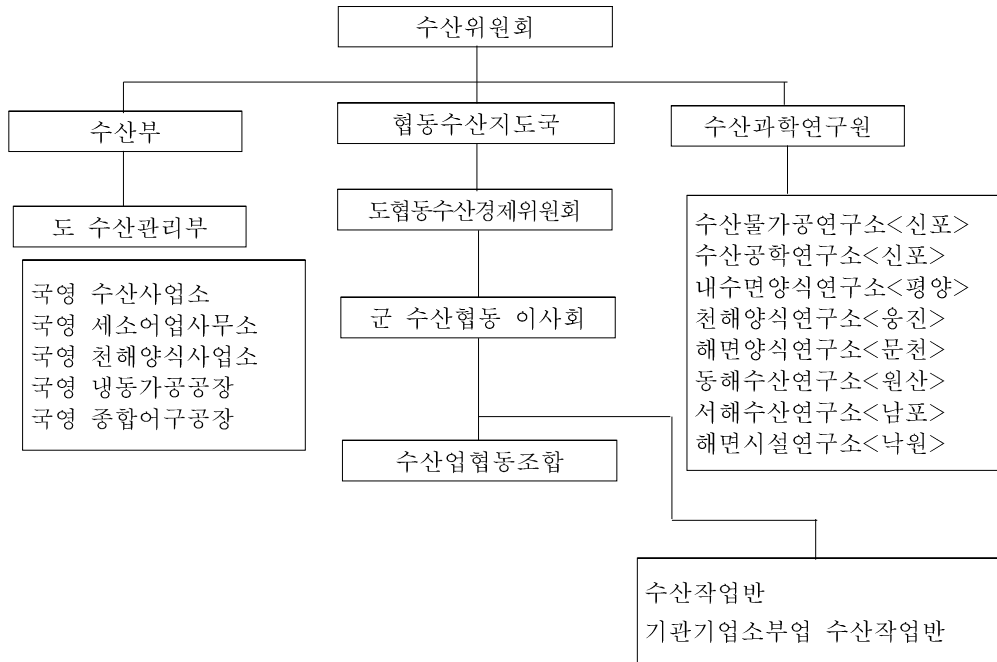 수산위원회
수산부
협동수산지도국
수산과학연구원
도 수산관리부
도협동수산경제위원회
수산물가공연구소<신포>
수산공학연구소<신포>
내수면양식연구소<평양>
천해양식연구소<웅진>
해면양식연구소<문천>
동해수산연구소<원산>
서해수산연구소<남포>
해면시설연구소<낙원>
국영 수산사업소
국영 세소어업사무소
국영 천해양식사업소
국영 냉동가공공장
국영 종합어구공장
군 수산협동 이사회
수산업협동조합
수산작업반
기관기업소부업 수산작업반